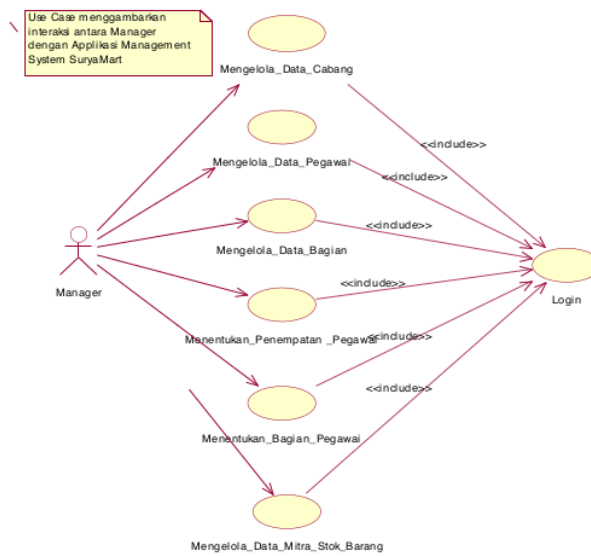 Use Case menggambarkan
interaksi antara Manager
dengan Applikasi Management
System SuryaMart
Mengelola_Data_Cabang
<<include>>
Mengelola_Data_Pegawai
<<include>>
<<include>>
Mengelola_Data_Bagian
Manager
<<include>>
Login
Menentukan_Penempatan _Pegawai
<<include>>
<<include>>
Menentukan_Bagian_Pegawai
Mengelola_Data_Mitra_Stok_Barang